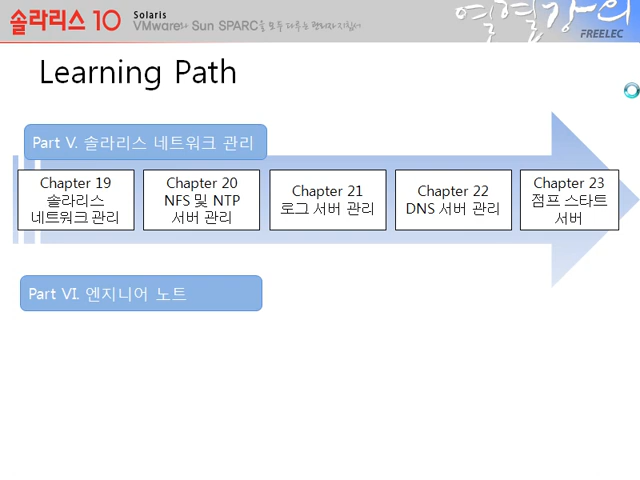 솔라리스 10
Solaris
VMware와 Sun SPARC을 모두 다루는 관리자 지침서
열혈강의
FREELEC
Learning Path
Part V. 솔라리스 네트워크 관리
Chapter 19
솔라리스
네트워크 관리
Chapter 20
NFS 및 NTP
서버 관리
Chapter 21
로그 서버 관리
Chapter 22
DNS 서버 관리
Chapter 23
점프 스타트
서버
Part VI. 엔지니어 노트